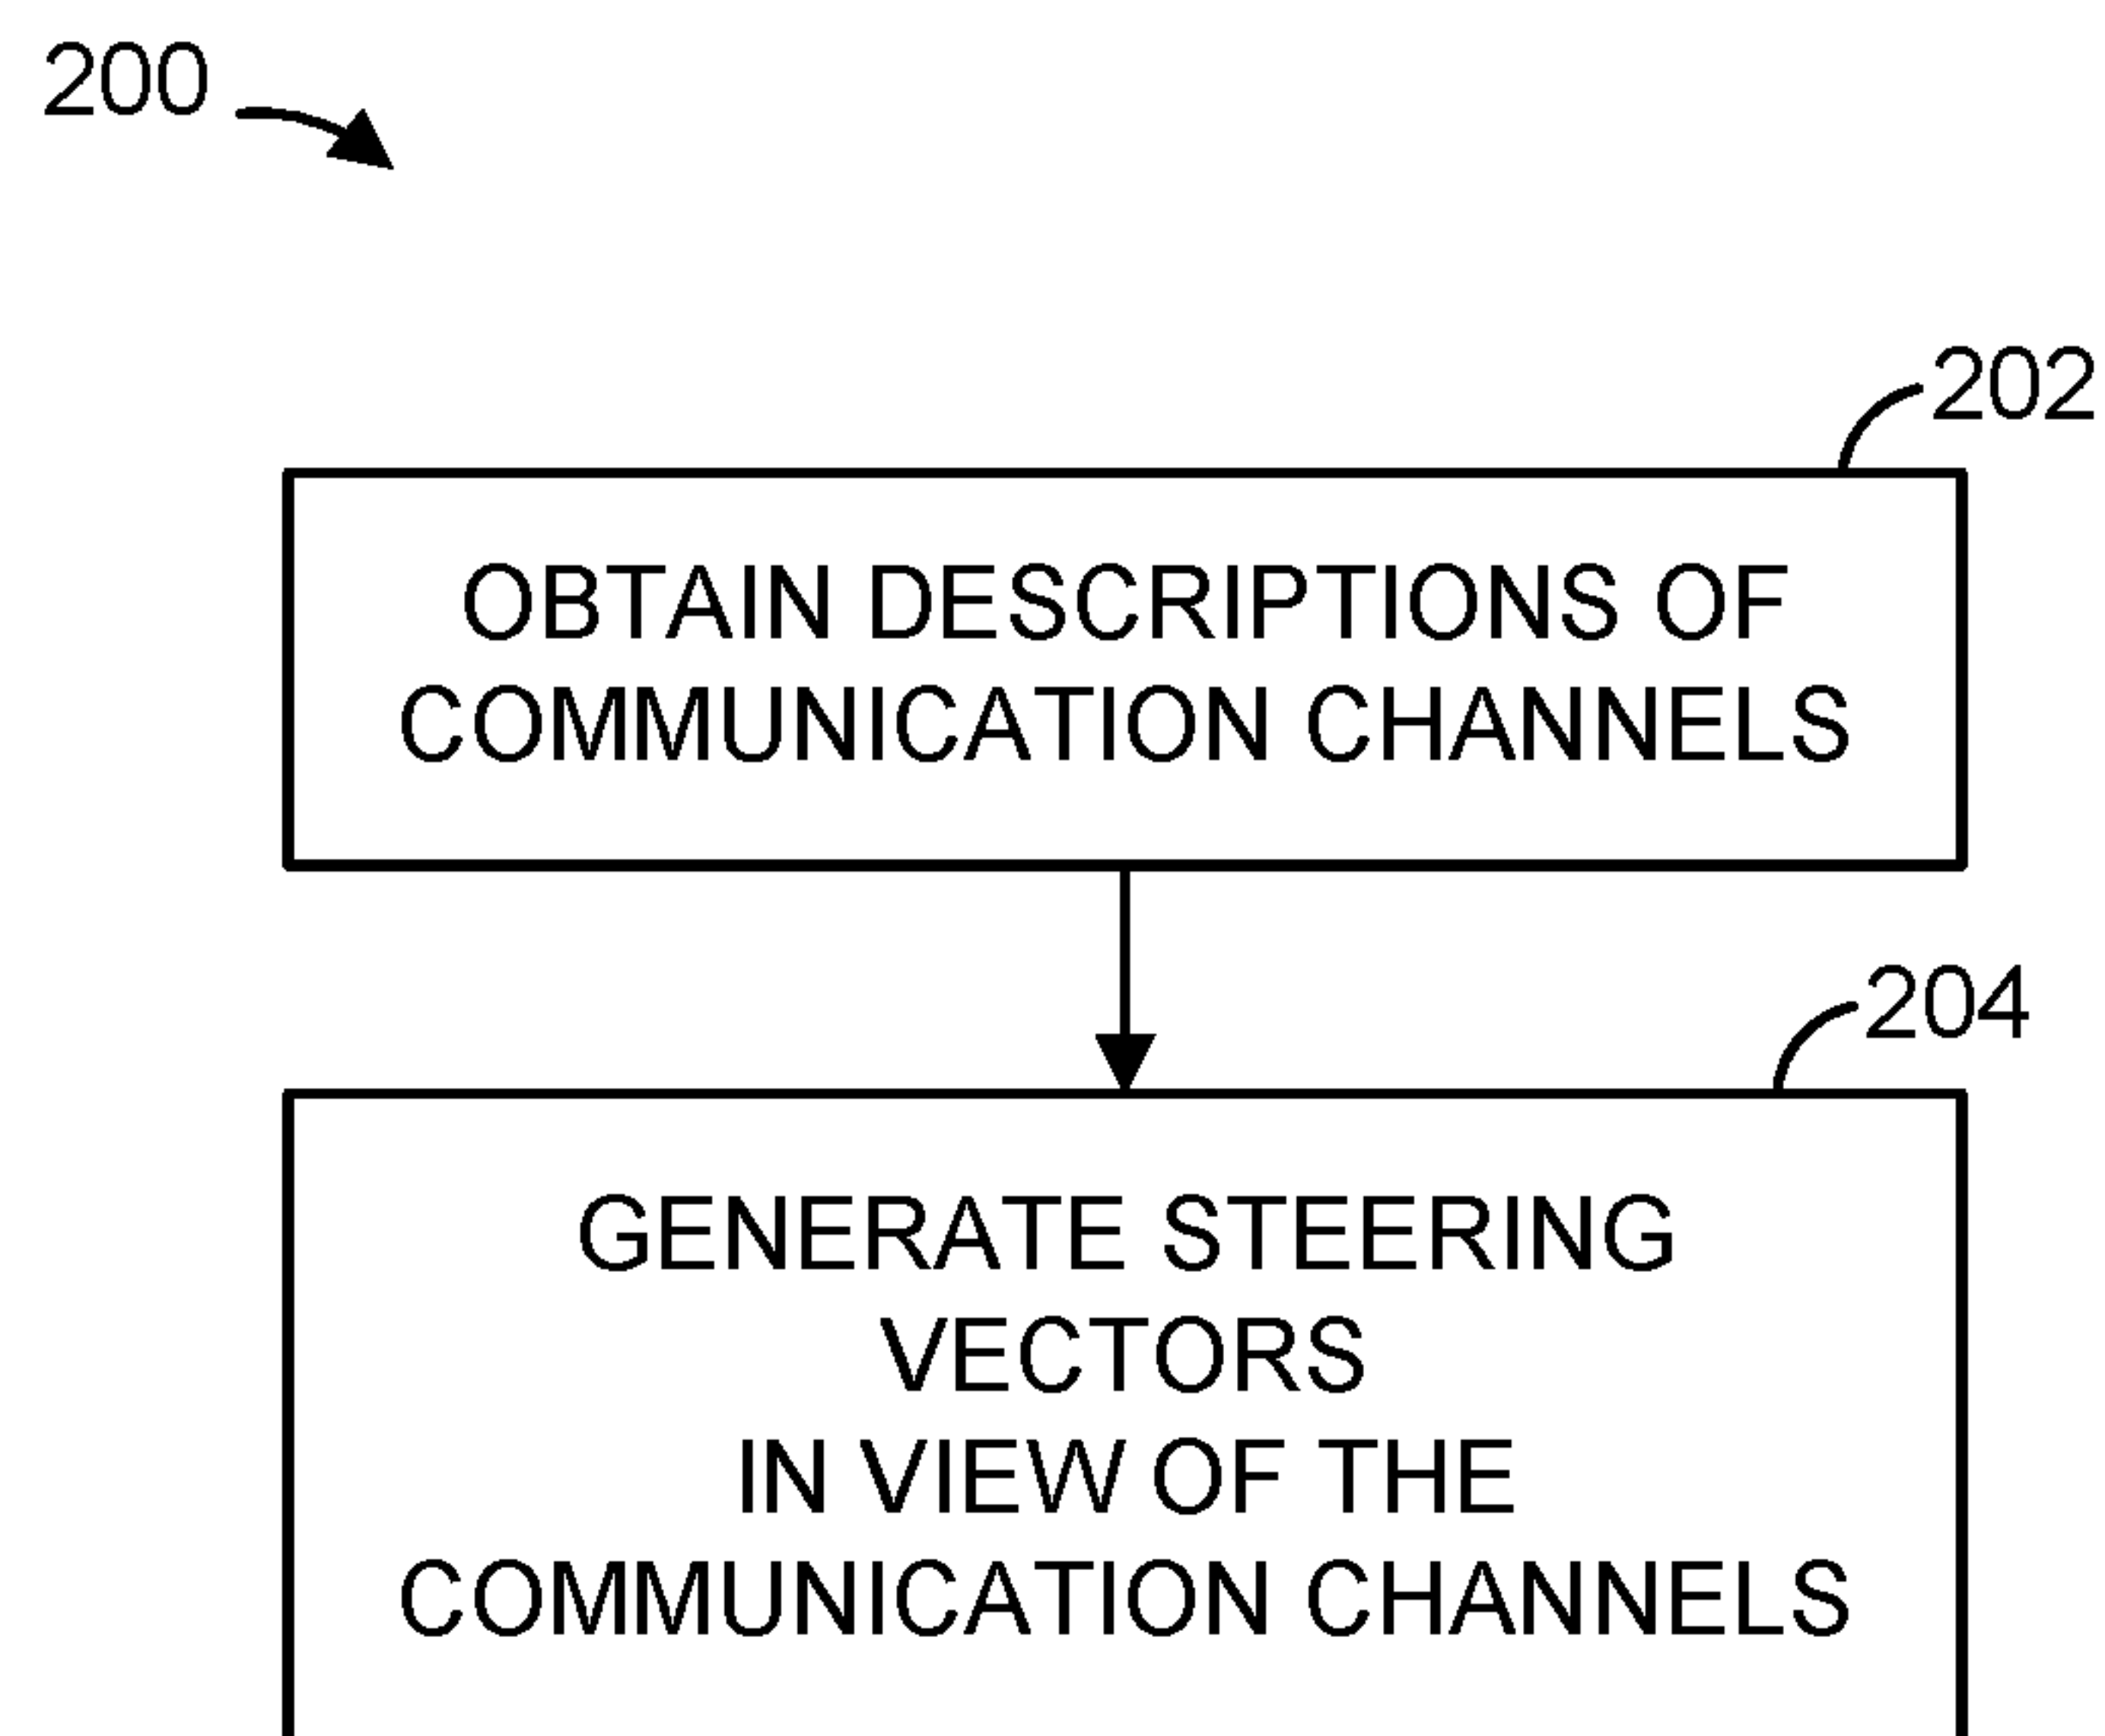 200
202
OBTAIN DESCRIPTIONS OF
COMMUNICATION CHANNELS
204
GENERATE STEERING
VECTORS
IN VIEW OF THE
COMMUNICATION CHANNELS